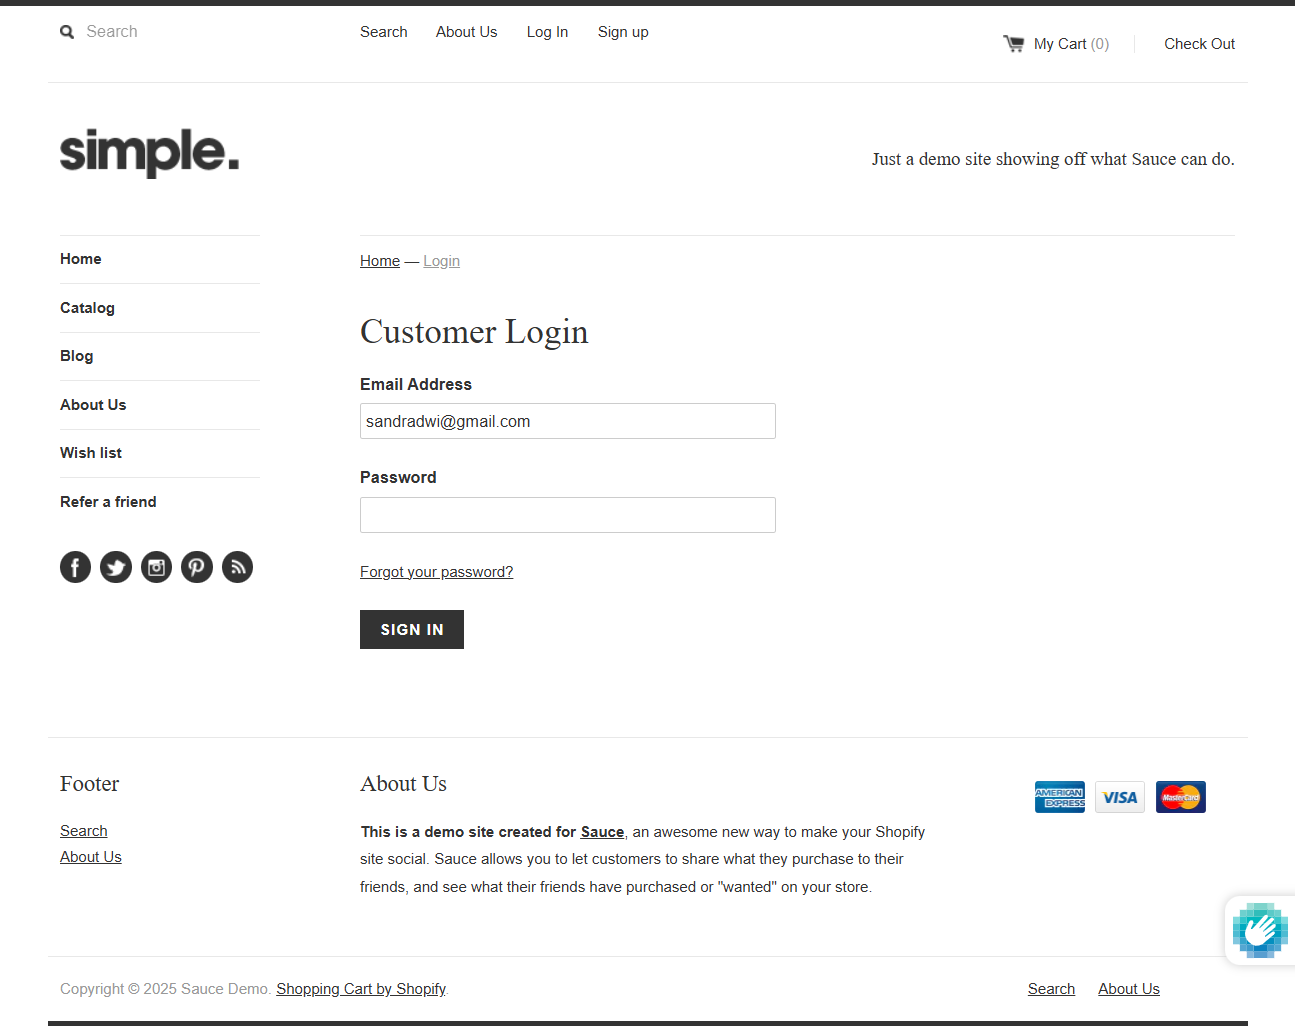 Search
Search About Us Log In Sign up
My Cart (0) Check Out
simple.
Just a demo site showing off what Sauce can do.
Home
Catalog
Blog
About Us
Wish list
Refer a friend
Home — Login
Customer Login
Email Address
sandradwi@gmail.com
Password
Forgot your password?
SIGN IN
Footer
Search
About Us
About Us
This is a demo site created for Sauce, an awesome new way to make your Shopify
site social. Sauce allows you to let customers to share what they purchase to their
friends, and see what their friends have purchased or "wanted" on your store.
AMERICAN EXPRESS VISA MasterCard
Copyright © 2025 Sauce Demo. Shopping Cart by Shopify.
Search About Us